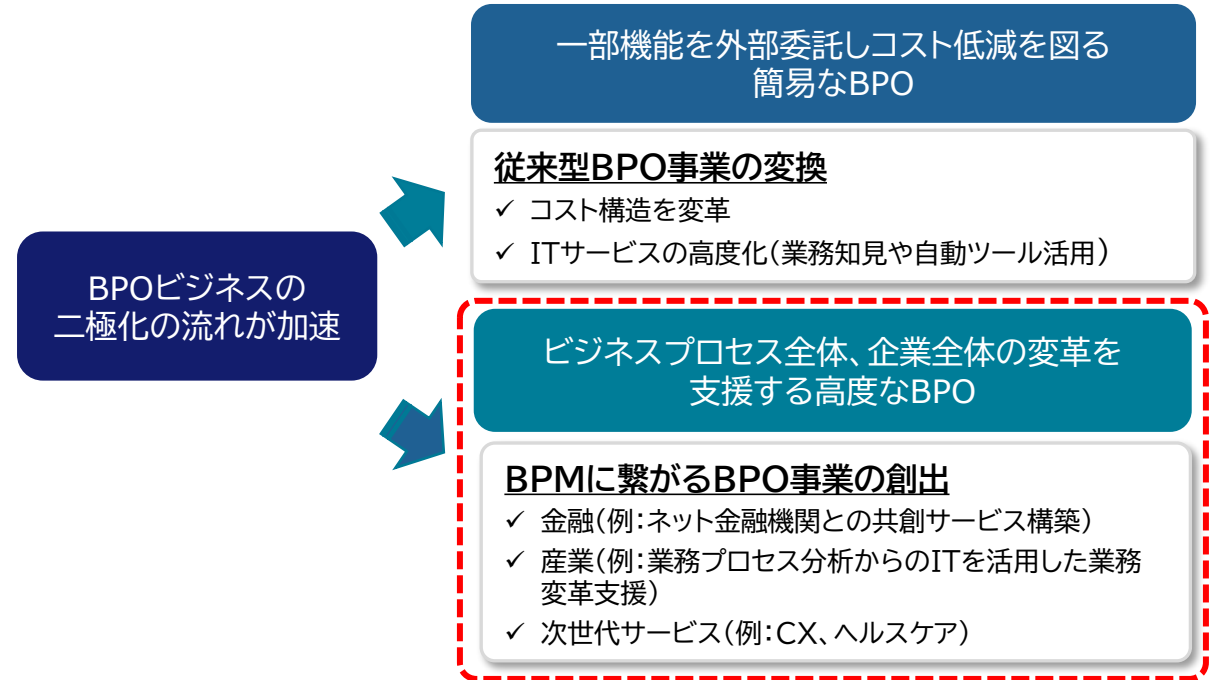 一部機能を外部委託しコスト低減を図る
簡易なBPO
従来型BPO事業の変換
✓ コスト構造を変革
✓ ITサービスの高度化(業務知見や自動ツール活用)
BPOビジネスの
二極化の流れが加速
ビジネスプロセス全体、企業全体の変革を
支援する高度なBPO
BPMに繋がるBPO事業の創出
✓ 金融(例:ネット金融機関との共創サービス構築)
✓ 産業(例:業務プロセス分析からのITを活用した業務
変革支援)
✓ 次世代サービス(例:CX、ヘルスケア)